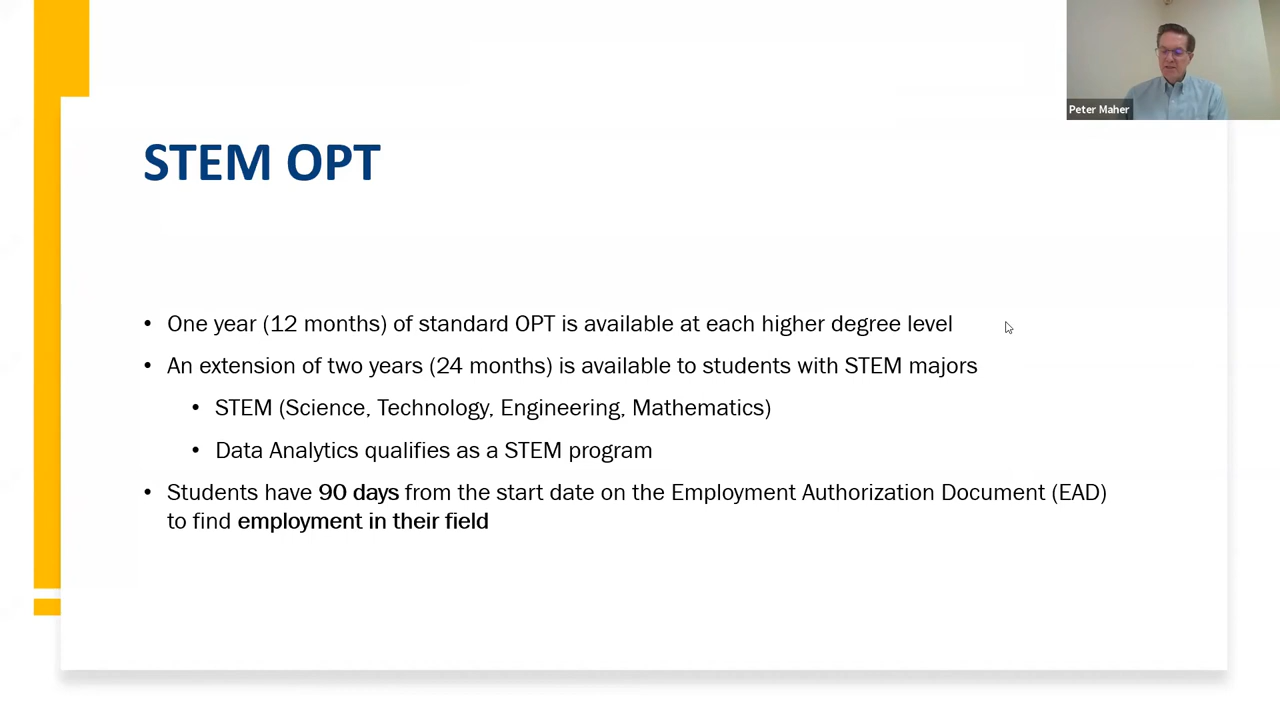 Peter Maher
STEM OPT
• One year (12 months) of standard OPT is available at each higher degree level
• An extension of two years (24 months) is available to students with STEM majors
• STEM (Science, Technology, Engineering, Mathematics)
• Data Analytics qualifies as a STEM program
• Students have 90 days from the start date on the Employment Authorization Document (EAD)
to find employment in their field